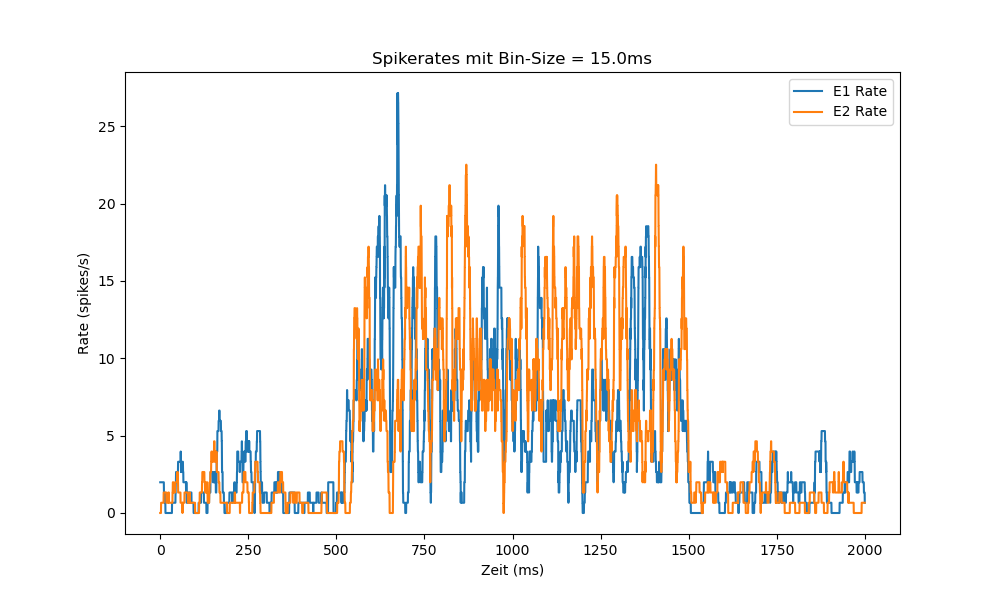 Spikerates mit Bin-Size = 15.0ms
E1 Rate
E2 Rate
25
20
15
10
5
0
Rate (spikes/s)
0 250 500 750 1000 1250 1500 1750 2000
Zeit (ms)